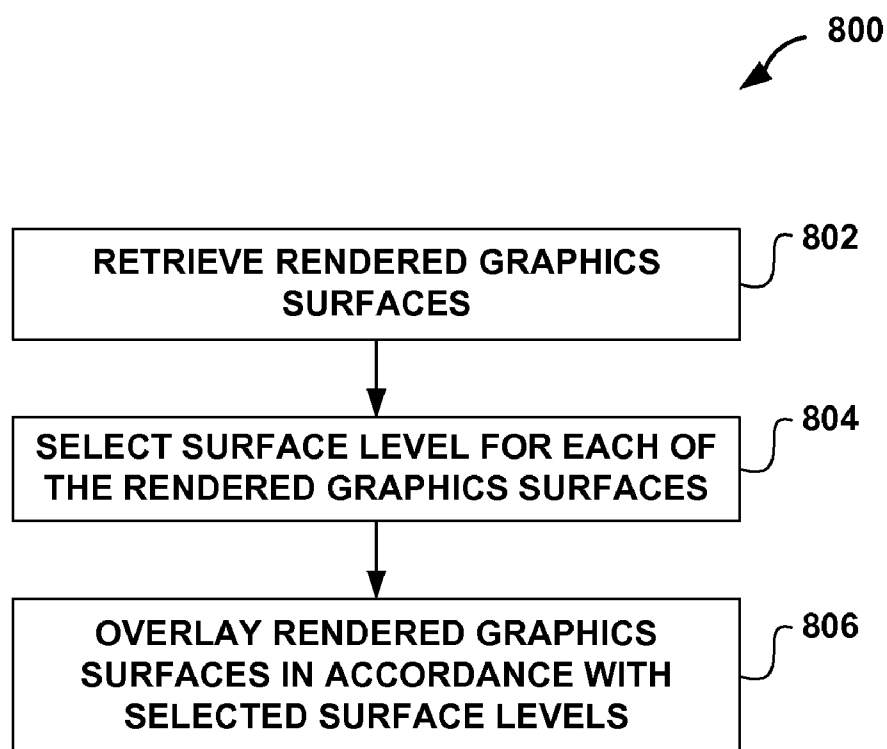 800
RETRIEVE RENDERED GRAPHICS
SURFACES
802
SELECT SURFACE LEVEL FOR EACH OF
THE RENDERED GRAPHICS SURFACES
804
OVERLAY RENDERED GRAPHICS
SURFACES IN ACCORDANCE WITH
SELECTED SURFACE LEVELS
806